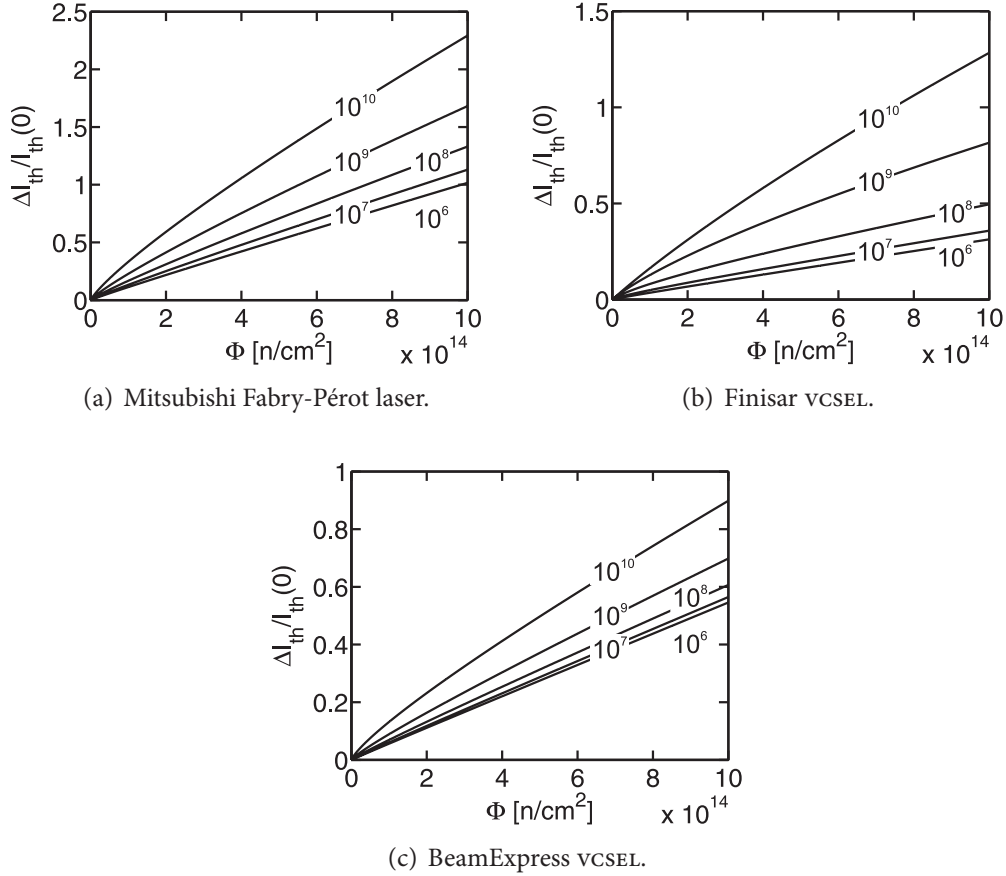 2.5
2
1.5
1
0.5
0
ΔI_th/I_th(0)
10^10
10^9
10^8
10^7
10^6
0 2 4 6 8 10
Φ [n/cm^2] x 10^14
(a) Mitsubishi Fabry-Pérot laser.
1.5
1
0.5
0
ΔI_th/I_th(0)
10^10
10^9
10^8
10^7
10^6
0 2 4 6 8 10
Φ [n/cm^2] x 10^14
(b) Finisar VCSEL.
1
0.8
0.6
0.4
0.2
0
ΔI_th/I_th(0)
10^10
10^9
10^8
10^7
10^6
0 2 4 6 8 10
Φ [n/cm^2] x 10^14
(c) BeamExpress VCSEL.